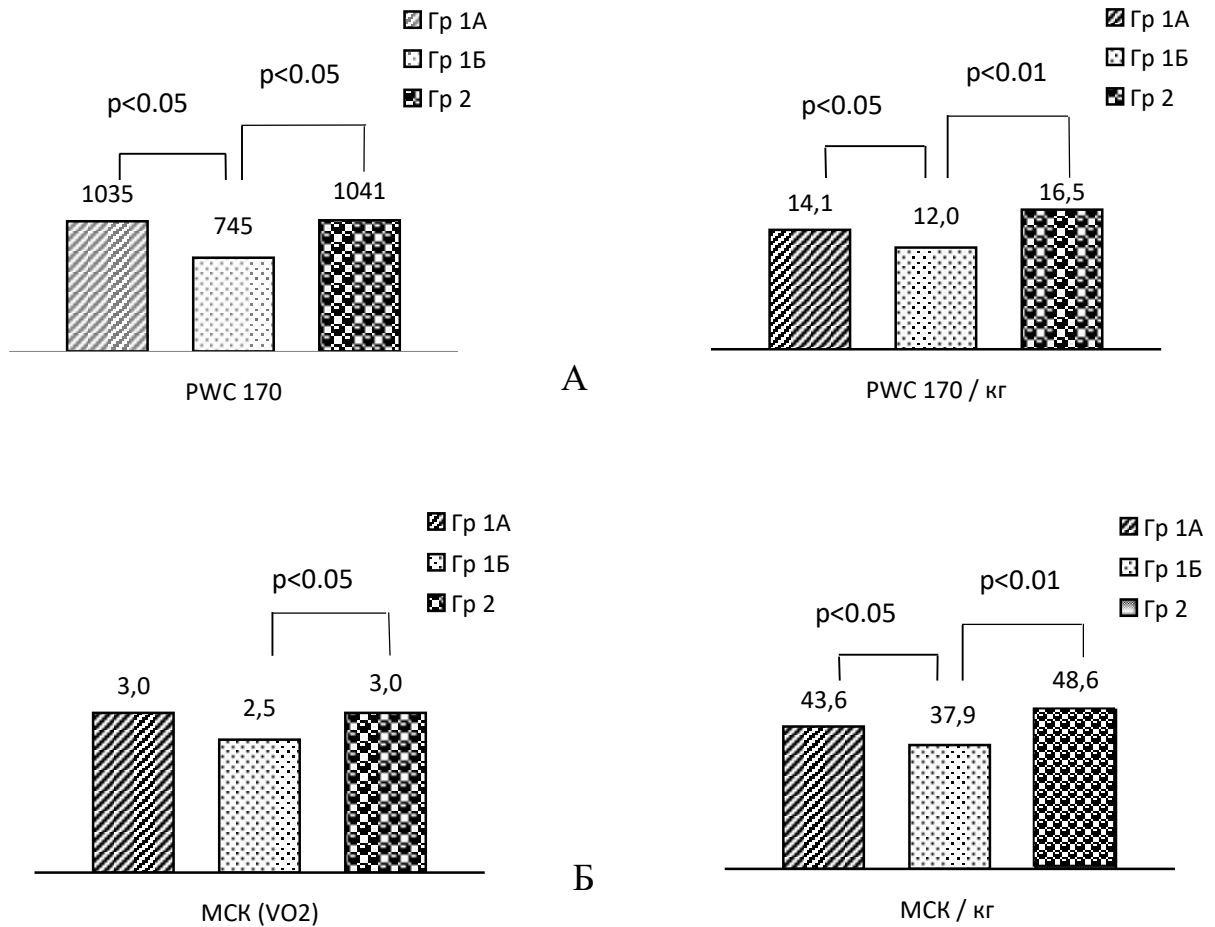 Гр 1А
Гр 1Б
Гр 2
p<0.05
p<0.05
1035
745
1041
PWC 170
Гр 1А
Гр 1Б
Гр 2
p<0.01
p<0.05
14,1
12,0
16,5
PWC 170 / кг
А
Гр 1А
Гр 1Б
Гр 2
p<0.05
3,0
2,5
3,0
МСК (VO2)
Гр 1А
Гр 1Б
Гр 2
p<0.01
p<0.05
43,6
37,9
48,6
МСК / кг
Б